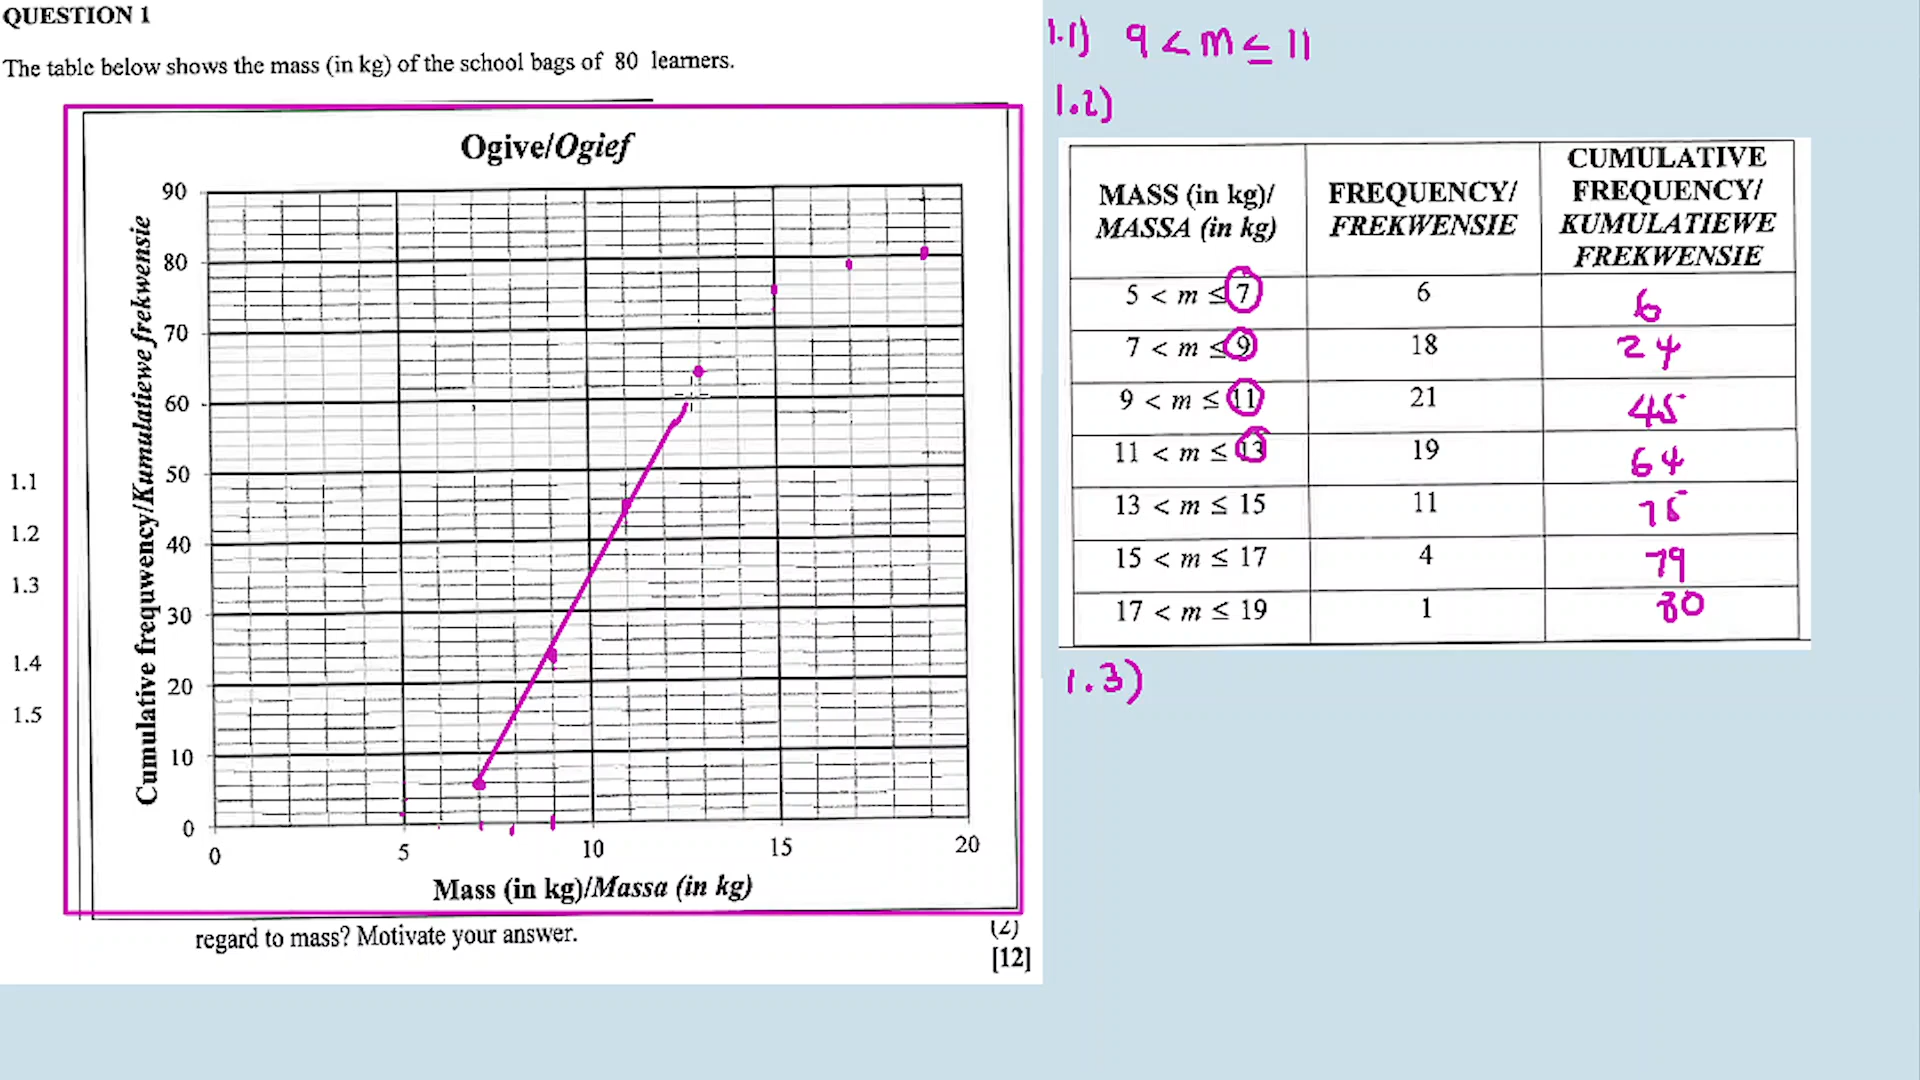 QUESTION 1
The table below shows the mass (in kg) of the school bags of 80 learners.
Ogive/Ogief
Cumulative frequwency/Kumulatiewe frekwensie
90
80
70
60
50
40
30
20
10
0
0 5 10 15 20
Mass (in kg)/Massa (in kg)
1.1
1.2
1.3
1.4
1.5
regard to mass? Motivate your answer.
(2)
[12]
1.1) 9 < m ≤ 11
1.2)
MASS (in kg)/ MASSA (in kg) FREQUENCY/ FREKWENSIE CUMULATIVE FREQUENCY/ KUMULATIEWE FREKWENSIE
5 < m ≤ 7 6 6
7 < m ≤ 9 18 24
9 < m ≤ 11 21 45
11 < m ≤ 13 19 64
13 < m ≤ 15 11 75
15 < m ≤ 17 4 79
17 < m ≤ 19 1 80
1.3)